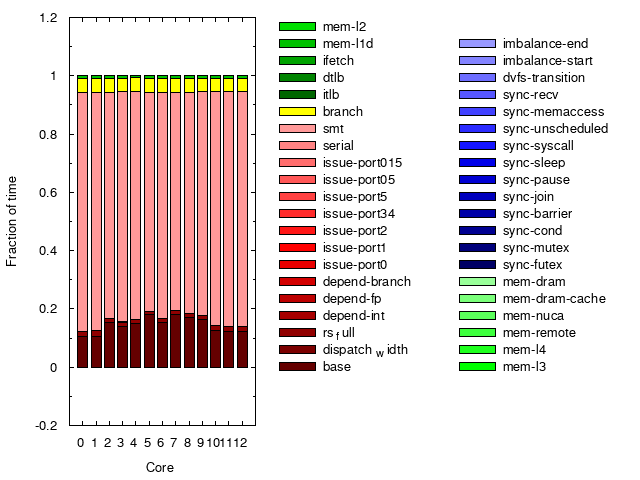 1.2
1
0.8
0.6
0.4
0.2
0
-0.2
Fraction of time
0 1 2 3 4 5 6 7 8 9 10 11 12
Core
mem-l2
mem-l1d
ifetch
dtlb
itlb
branch
smt
serial
issue-port015
issue-port05
issue-port5
issue-port34
issue-port2
issue-port1
issue-port0
depend-branch
depend-fp
depend-int
rsfull
dispatchwidth
base
imbalance-end
imbalance-start
dvfs-transition
sync-recv
sync-memaccess
sync-unscheduled
sync-syscall
sync-sleep
sync-pause
sync-join
sync-barrier
sync-cond
sync-mutex
sync-futex
mem-dram
mem-dram-cache
mem-nuca
mem-remote
mem-l4
mem-l3